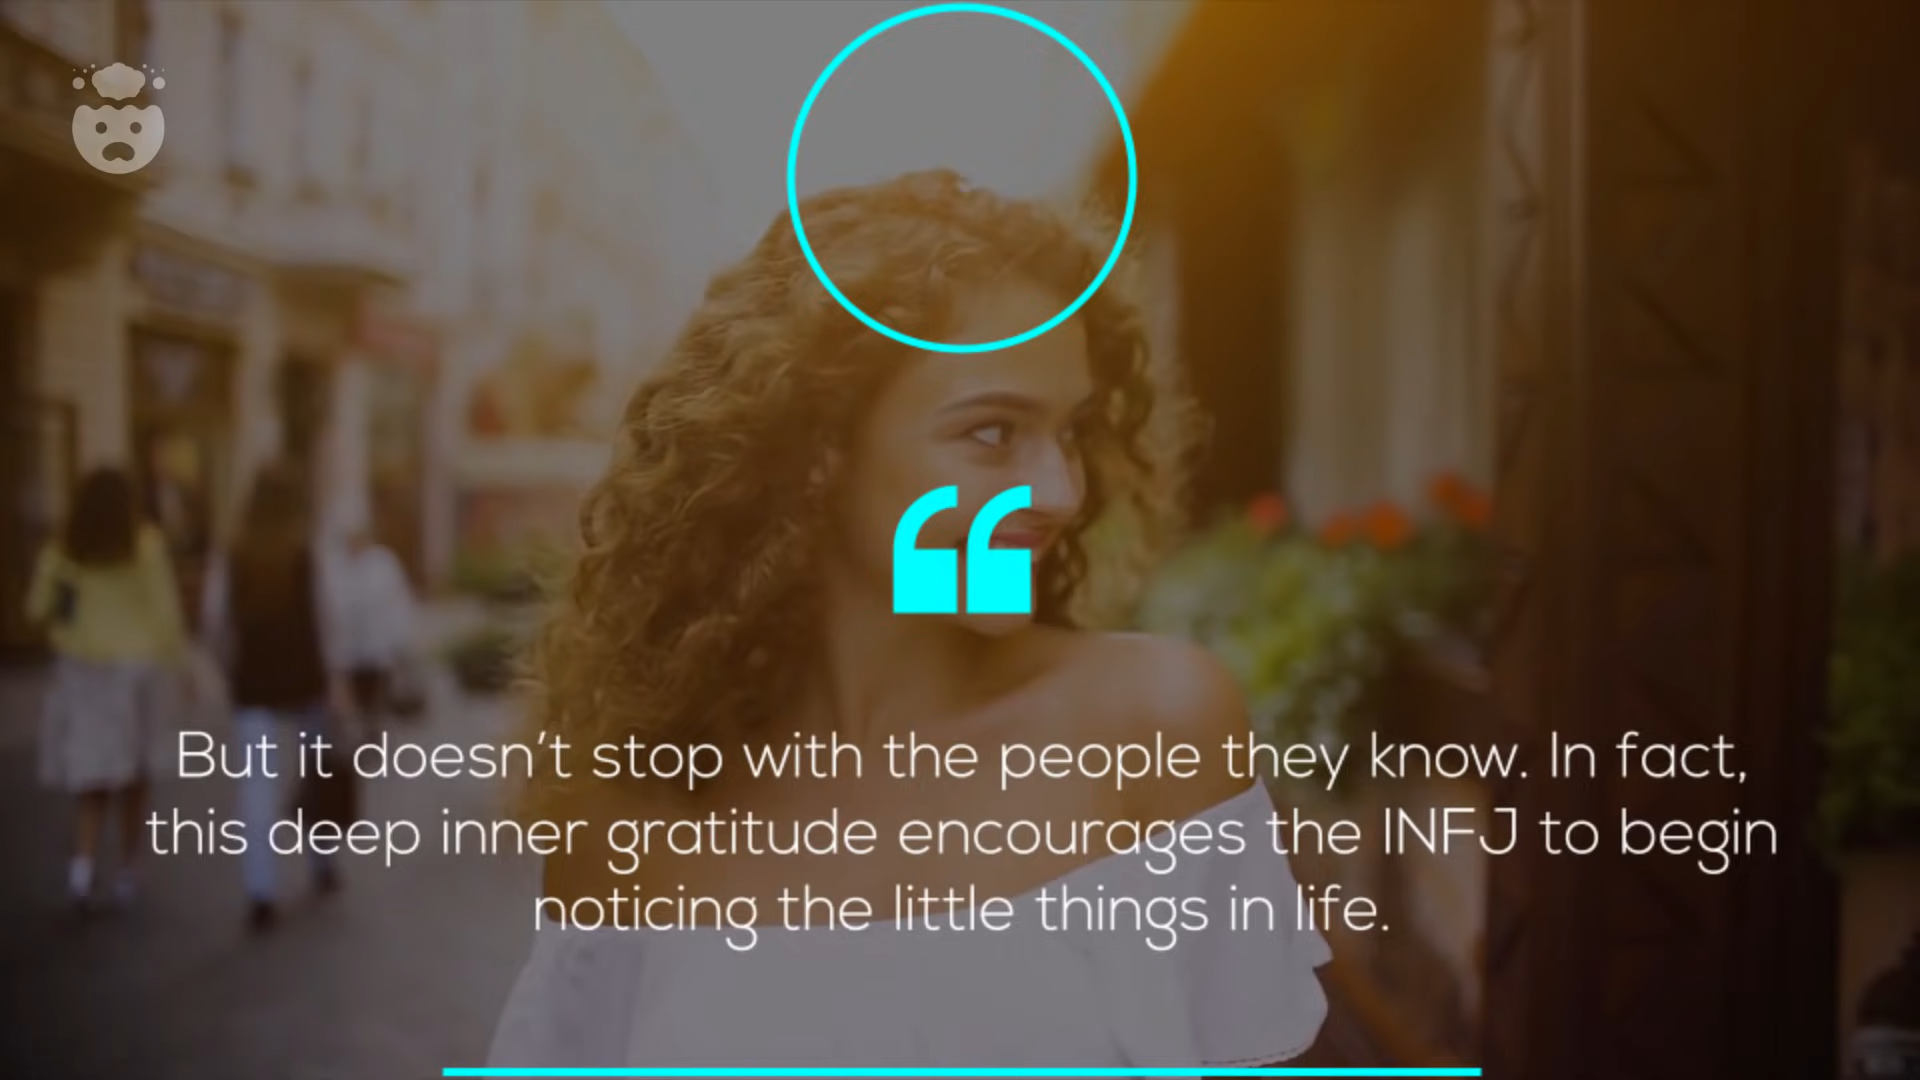 But it doesn’t stop with the people they know. In fact,
this deep inner gratitude encourages the INFJ to begin
noticing the little things in life.